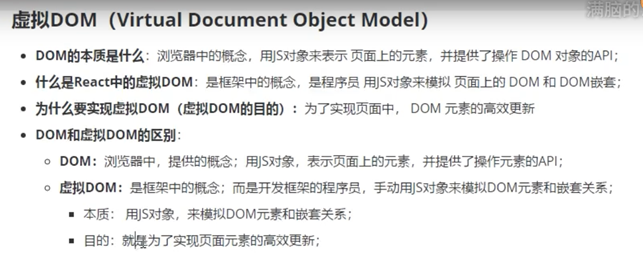 满脑的
虚拟DOM（Virtual Document Object Model）
DOM的本质是什么：浏览器中的概念，用JS对象来表示 页面上的元素，并提供了操作 DOM 对象的API；
什么是React中的虚拟DOM：是框架中的概念，是程序员 用JS对象来模拟 页面上的 DOM 和 DOM嵌套；
为什么要实现虚拟DOM（虚拟DOM的目的）：为了实现页面中， DOM 元素的高效更新
DOM和虚拟DOM的区别：
DOM：浏览器中，提供的概念；用JS对象，表示页面上的元素，并提供了操作元素的API；
虚拟DOM：是框架中的概念；而是开发框架的程序员，手动用JS对象来模拟DOM元素和嵌套关系；
本质： 用JS对象，来模拟DOM元素和嵌套关系；
目的：就是为了实现页面元素的高效更新；